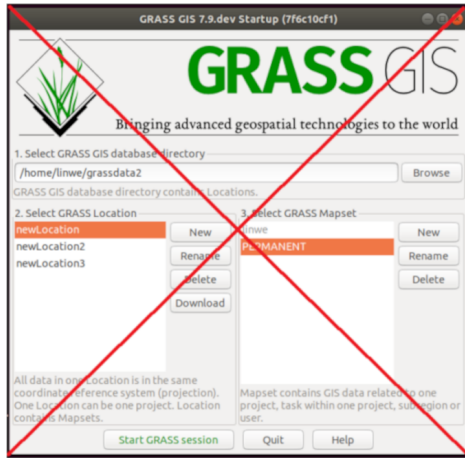 GRASS GIS 7.9.dev Startup (7f6c10cf1)
GRASS GIS
Bringing advanced geospatial technologies to the world
1. Select GRASS GIS database directory
/home/linwe/grassdata2
Browse
GRASS GIS database directory contains Locations.
2. Select GRASS Location
newLocation
newLocation2
newLocation3
New
Rename
Delete
Download
All data in one Location is in the same
coordinate reference system (projection).
One Location can be one project. Location
contains Mapsets.
3. Select GRASS Mapset
linwe
PERMANENT
New
Rename
Delete
Mapset contains GIS data related to one
project, task within one project, subregion or
user.
Start GRASS session
Quit
Help